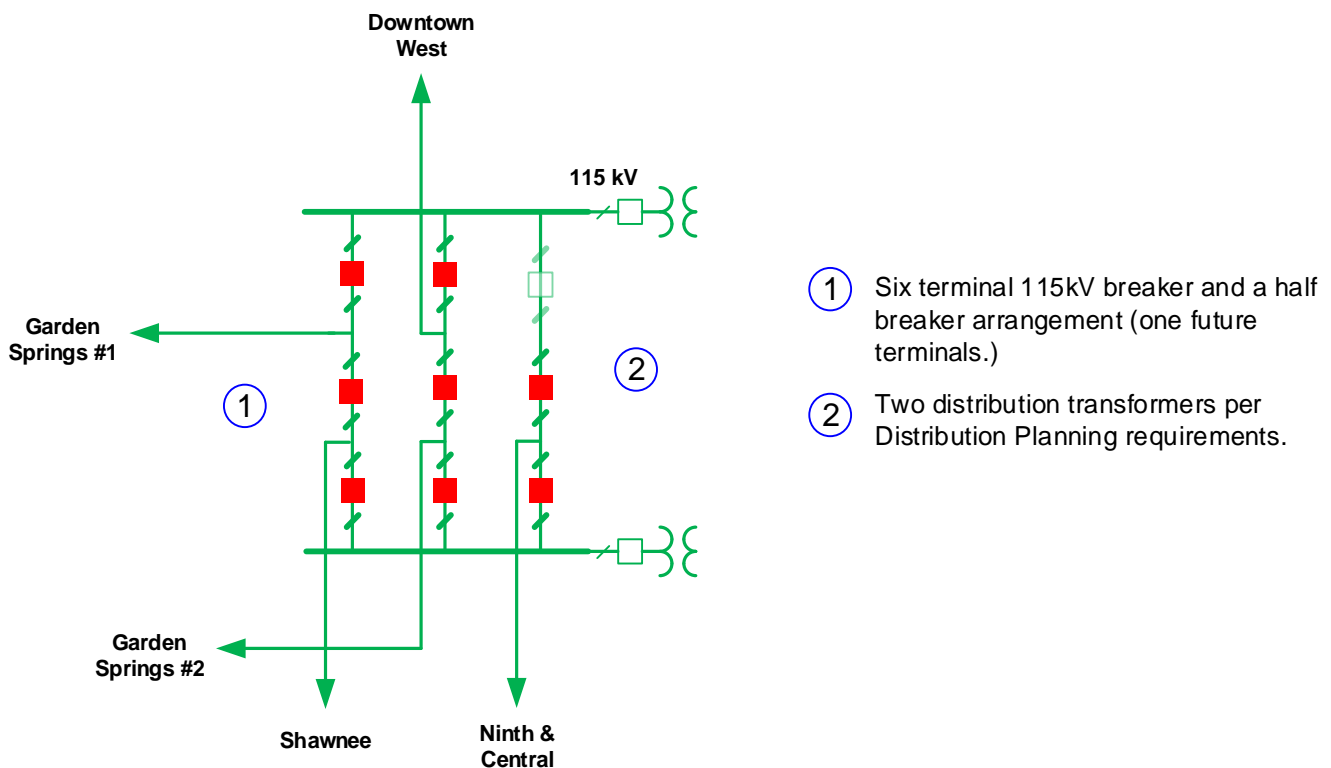 Downtown
West
115 kV
Garden
Springs #1
1
2
Garden
Springs #2
Shawnee
Ninth &
Central
1 Six terminal 115kV breaker and a half
breaker arrangement (one future
terminals.)
2 Two distribution transformers per
Distribution Planning requirements.